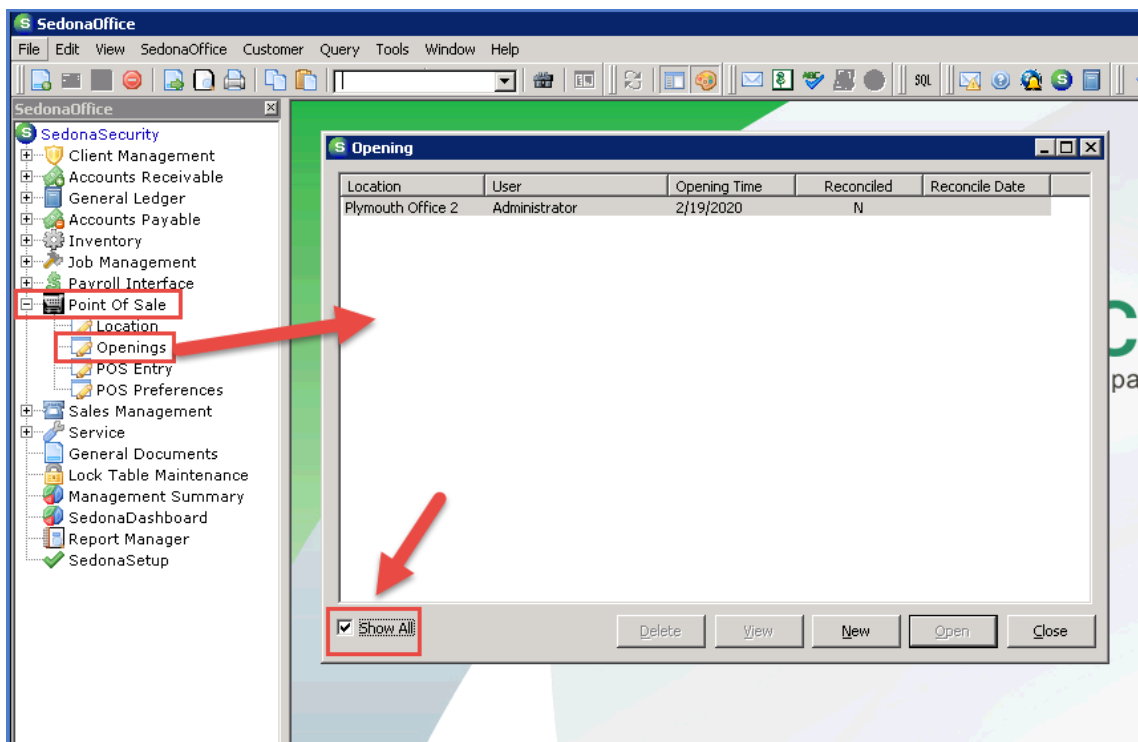 SedonaOffice
File Edit View SedonaOffice Customer Query Tools Window Help
ABC SQL
SedonaOffice
SedonaSecurity
Client Management
Accounts Receivable
General Ledger
Accounts Payable
Inventory
Job Management
Payroll Interface
Point Of Sale
Location
Openings
POS Entry
POS Preferences
Sales Management
Service
General Documents
Lock Table Maintenance
Management Summary
SedonaDashboard
Report Manager
SedonaSetup
Opening
Location User Opening Time Reconciled Reconcile Date
Plymouth Office 2 Administrator 2/19/2020 N
Show All Delete View New Open Close
pa